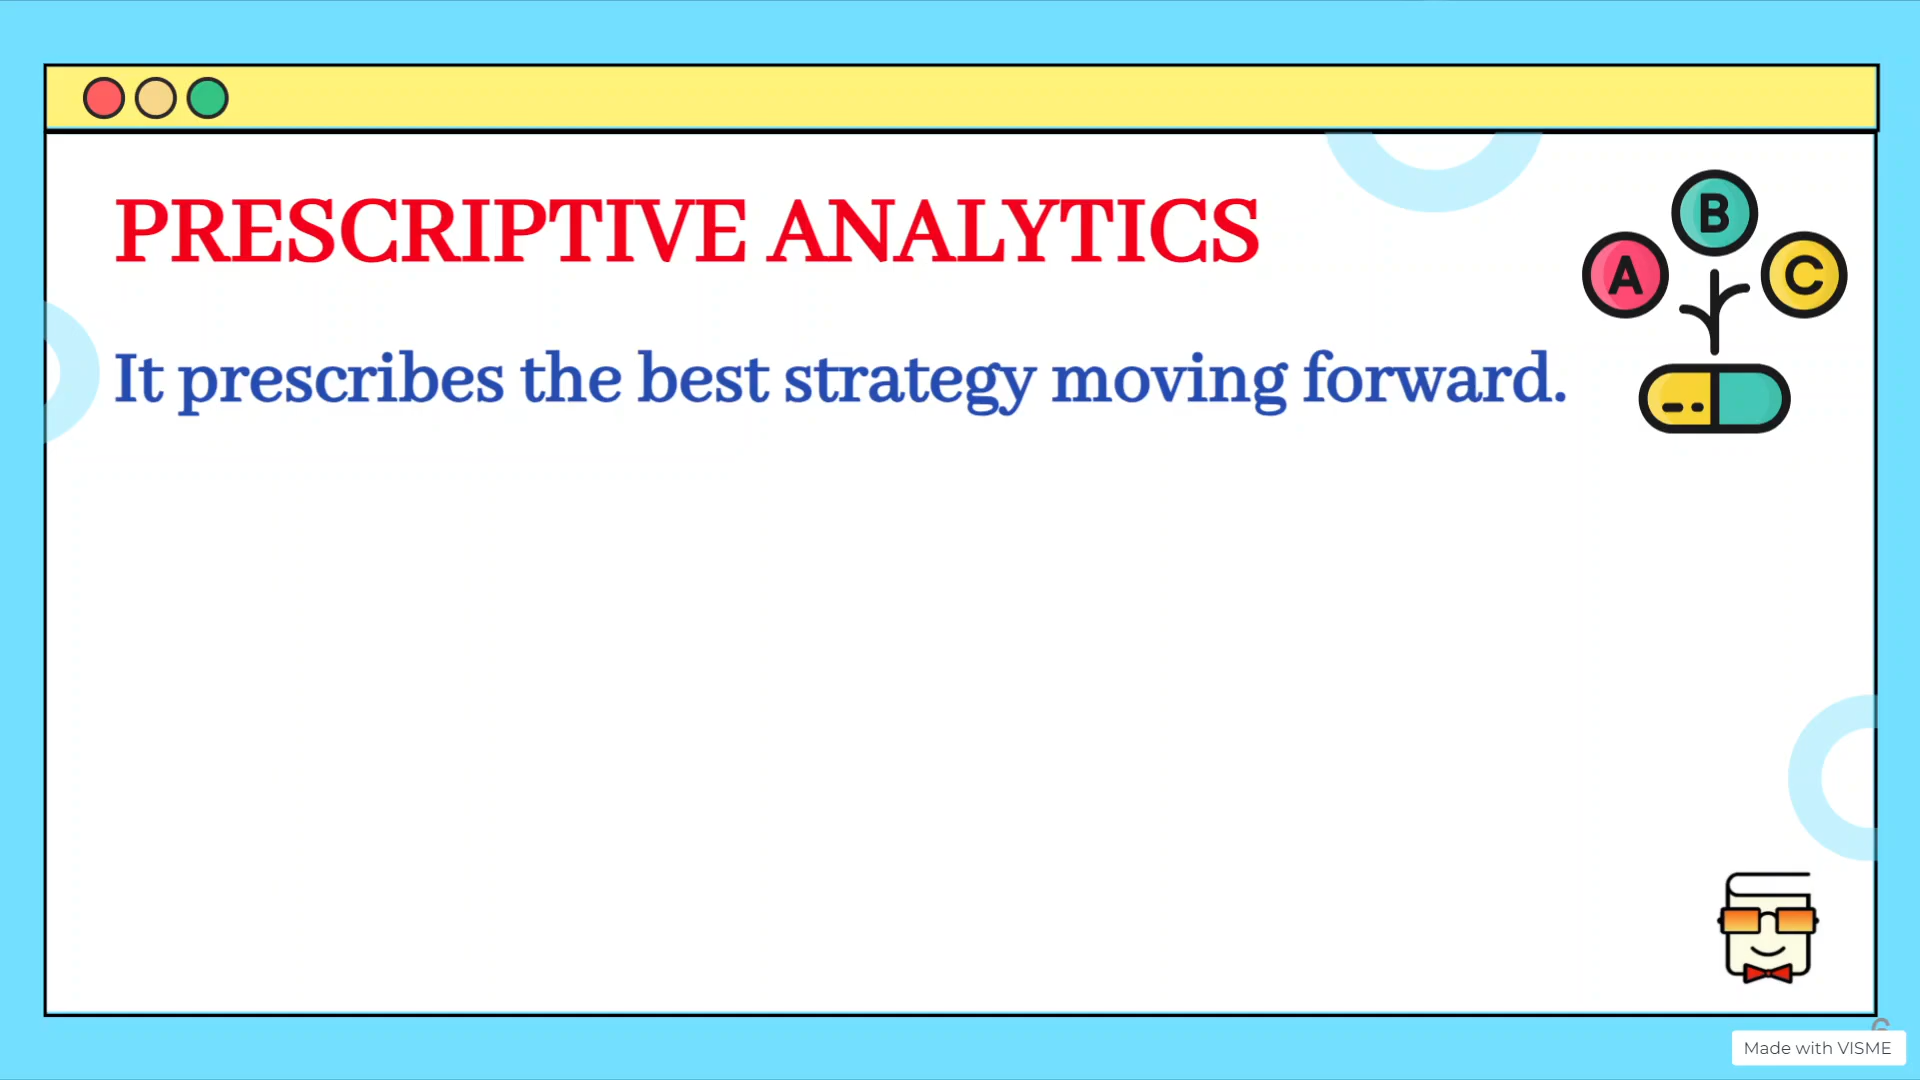 B
A
C
PRESCRIPTIVE ANALYTICS
It prescribes the best strategy moving forward.
Made with VISME